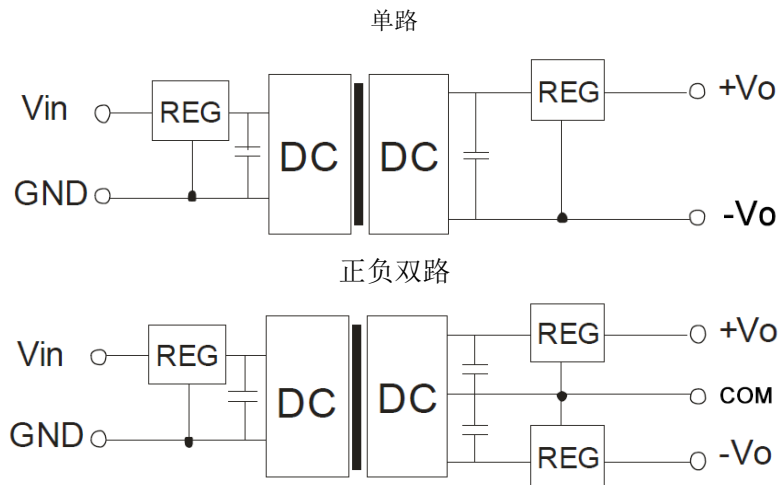 单路
REG
+Vo
Vin
REG
DC
DC
GND
-Vo
正负双路
REG
+Vo
Vin
REG
DC
DC
COM
GND
REG
-Vo